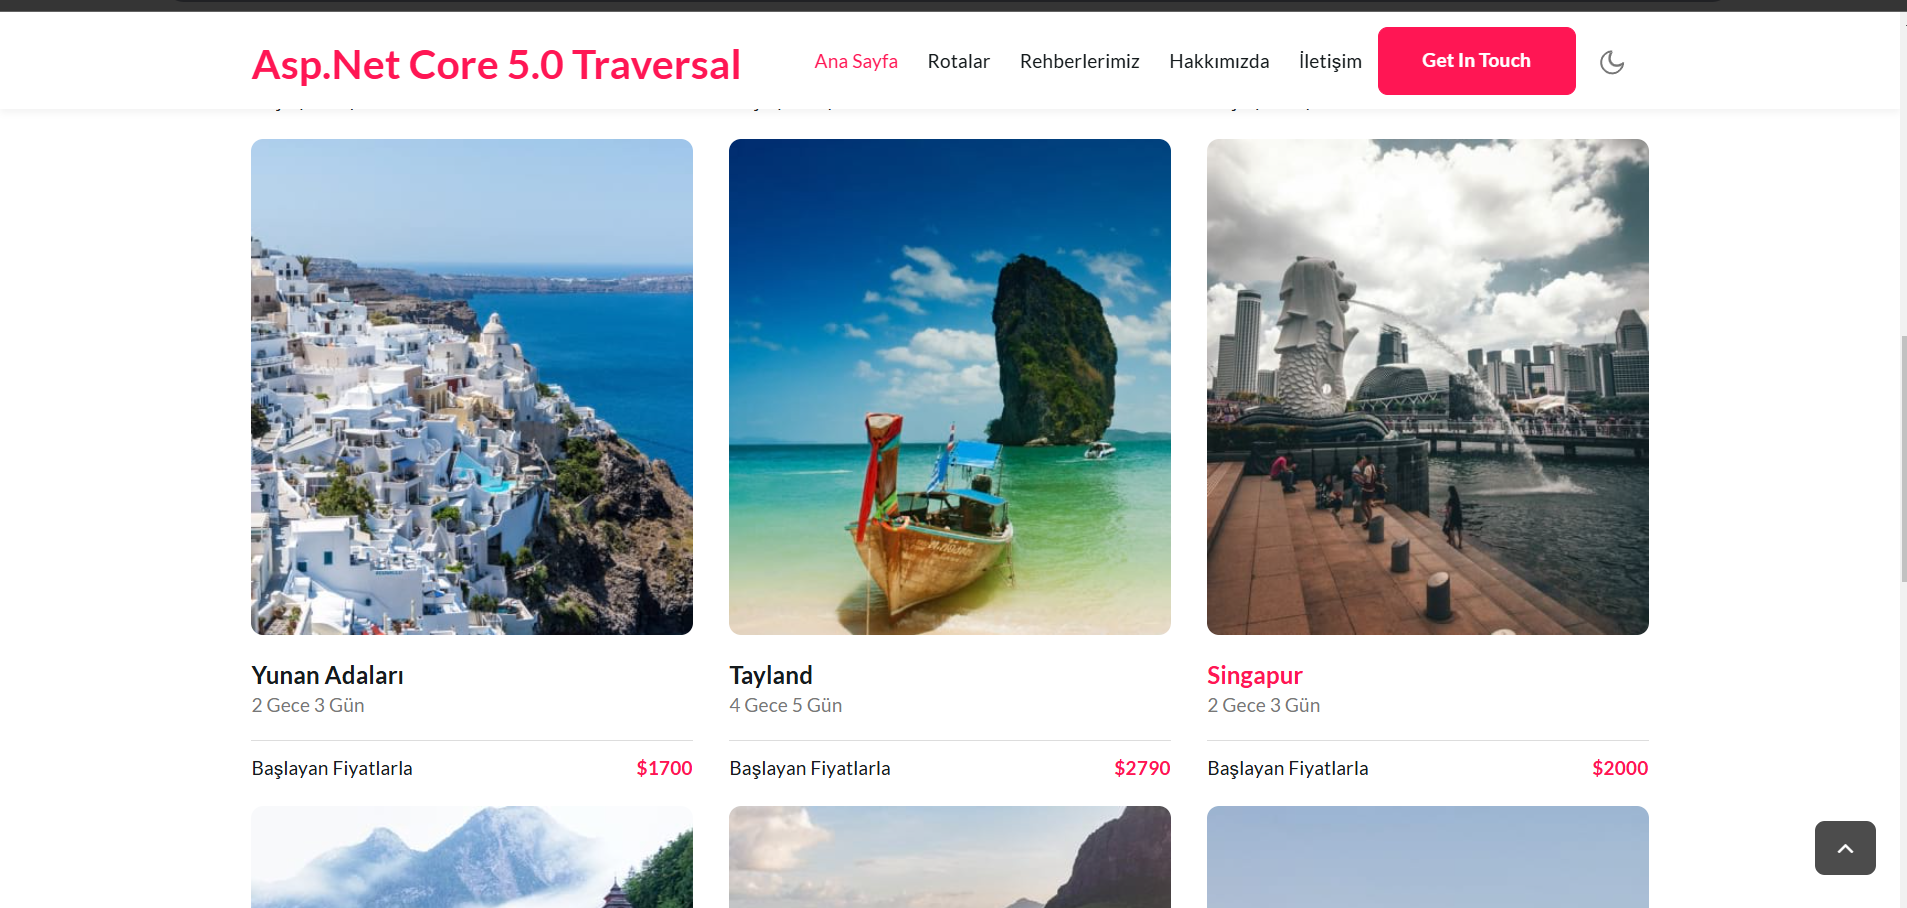 Asp.Net Core 5.0 Traversal
Ana Sayfa
Rotalar
Rehberlerimiz
Hakkımızda
İletişim
Get In Touch
Yunan Adaları
2 Gece 3 Gün
Başlayan Fiyatlarla $1700
Tayland
4 Gece 5 Gün
Başlayan Fiyatlarla $2790
Singapur
2 Gece 3 Gün
Başlayan Fiyatlarla $2000